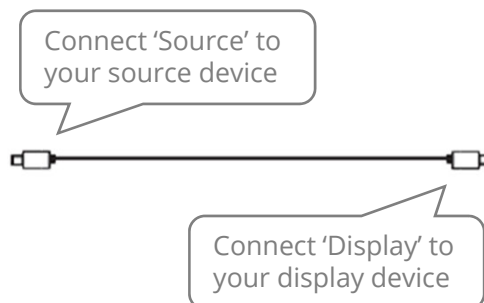 Connect ‘Source’ to
your source device
Connect ‘Display’ to
your display device